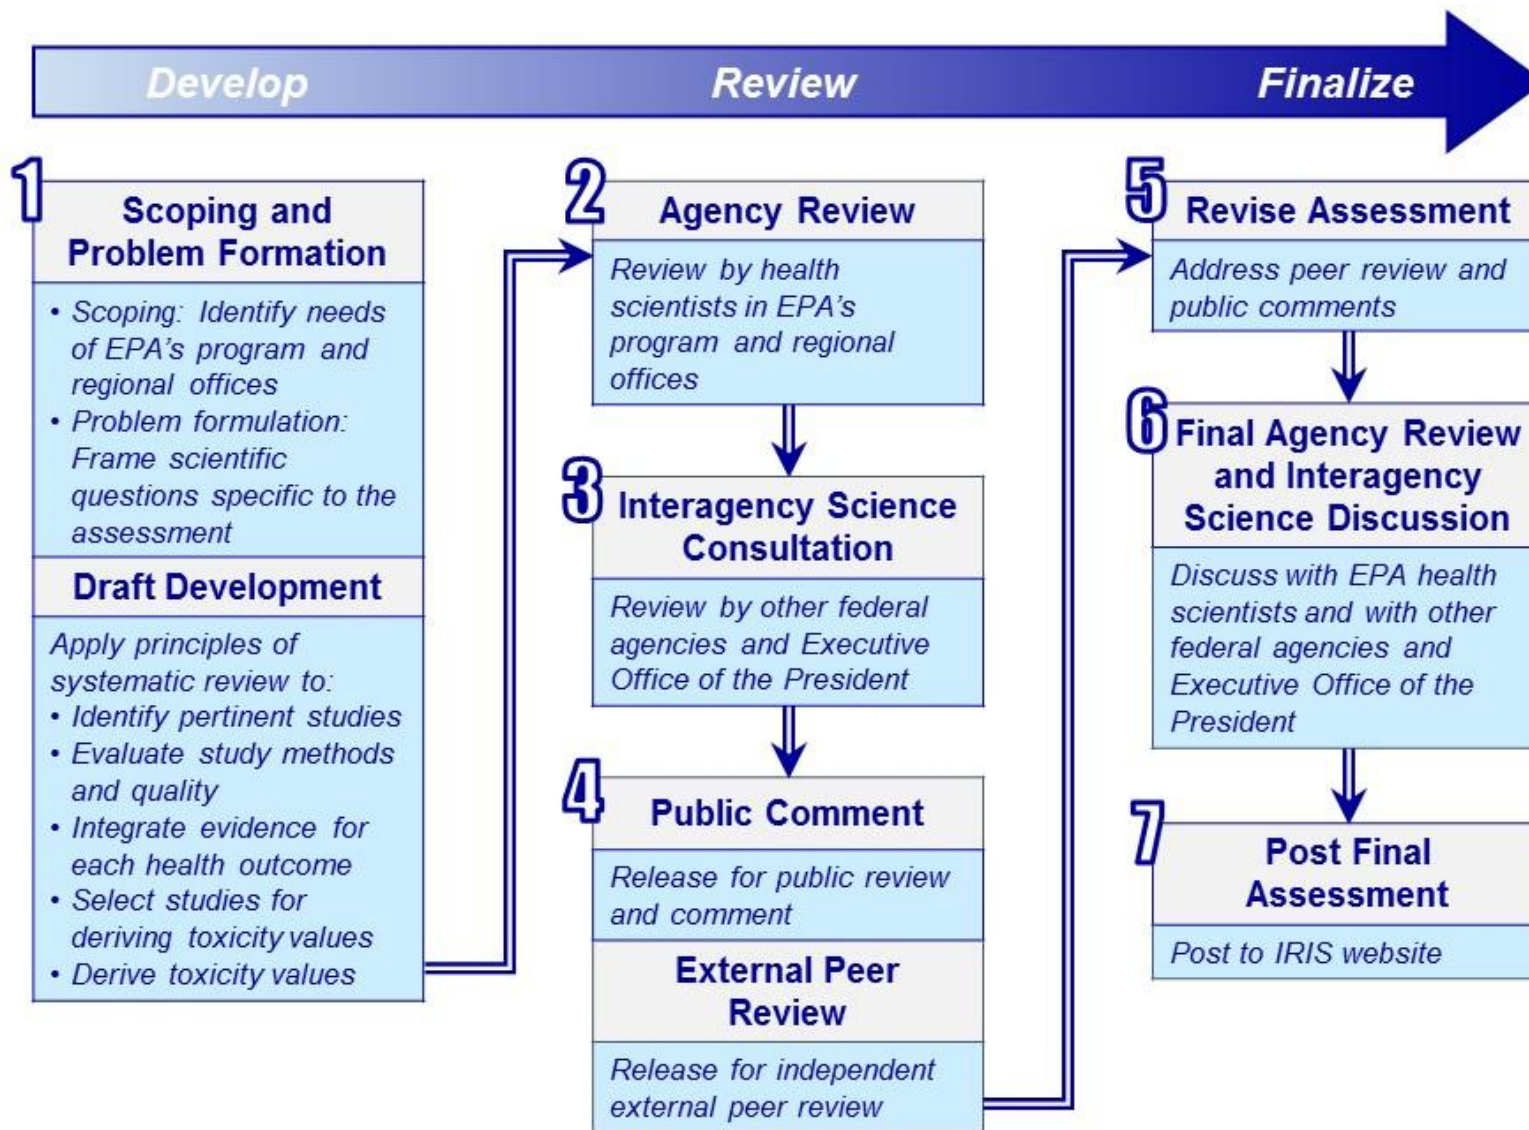 Develop
Review
Finalize
1
Scoping and
Problem Formation
• Scoping: Identify needs
of EPA's program and
regional offices
• Problem formulation:
Frame scientific
questions specific to the
assessment
Draft Development
Apply principles of
systematic review to:
• Identify pertinent studies
• Evaluate study methods
and quality
• Integrate evidence for
each health outcome
• Select studies for
deriving toxicity values
• Derive toxicity values
2
Agency Review
Review by health
scientists in EPA's
program and regional
offices
3
Interagency Science
Consultation
Review by other federal
agencies and Executive
Office of the President
4
Public Comment
Release for public review
and comment
External Peer
Review
Release for independent
external peer review
5
Revise Assessment
Address peer review and
public comments
6
Final Agency Review
and Interagency
Science Discussion
Discuss with EPA health
scientists and with other
federal agencies and
Executive Office of the
President
7
Post Final
Assessment
Post to IRIS website